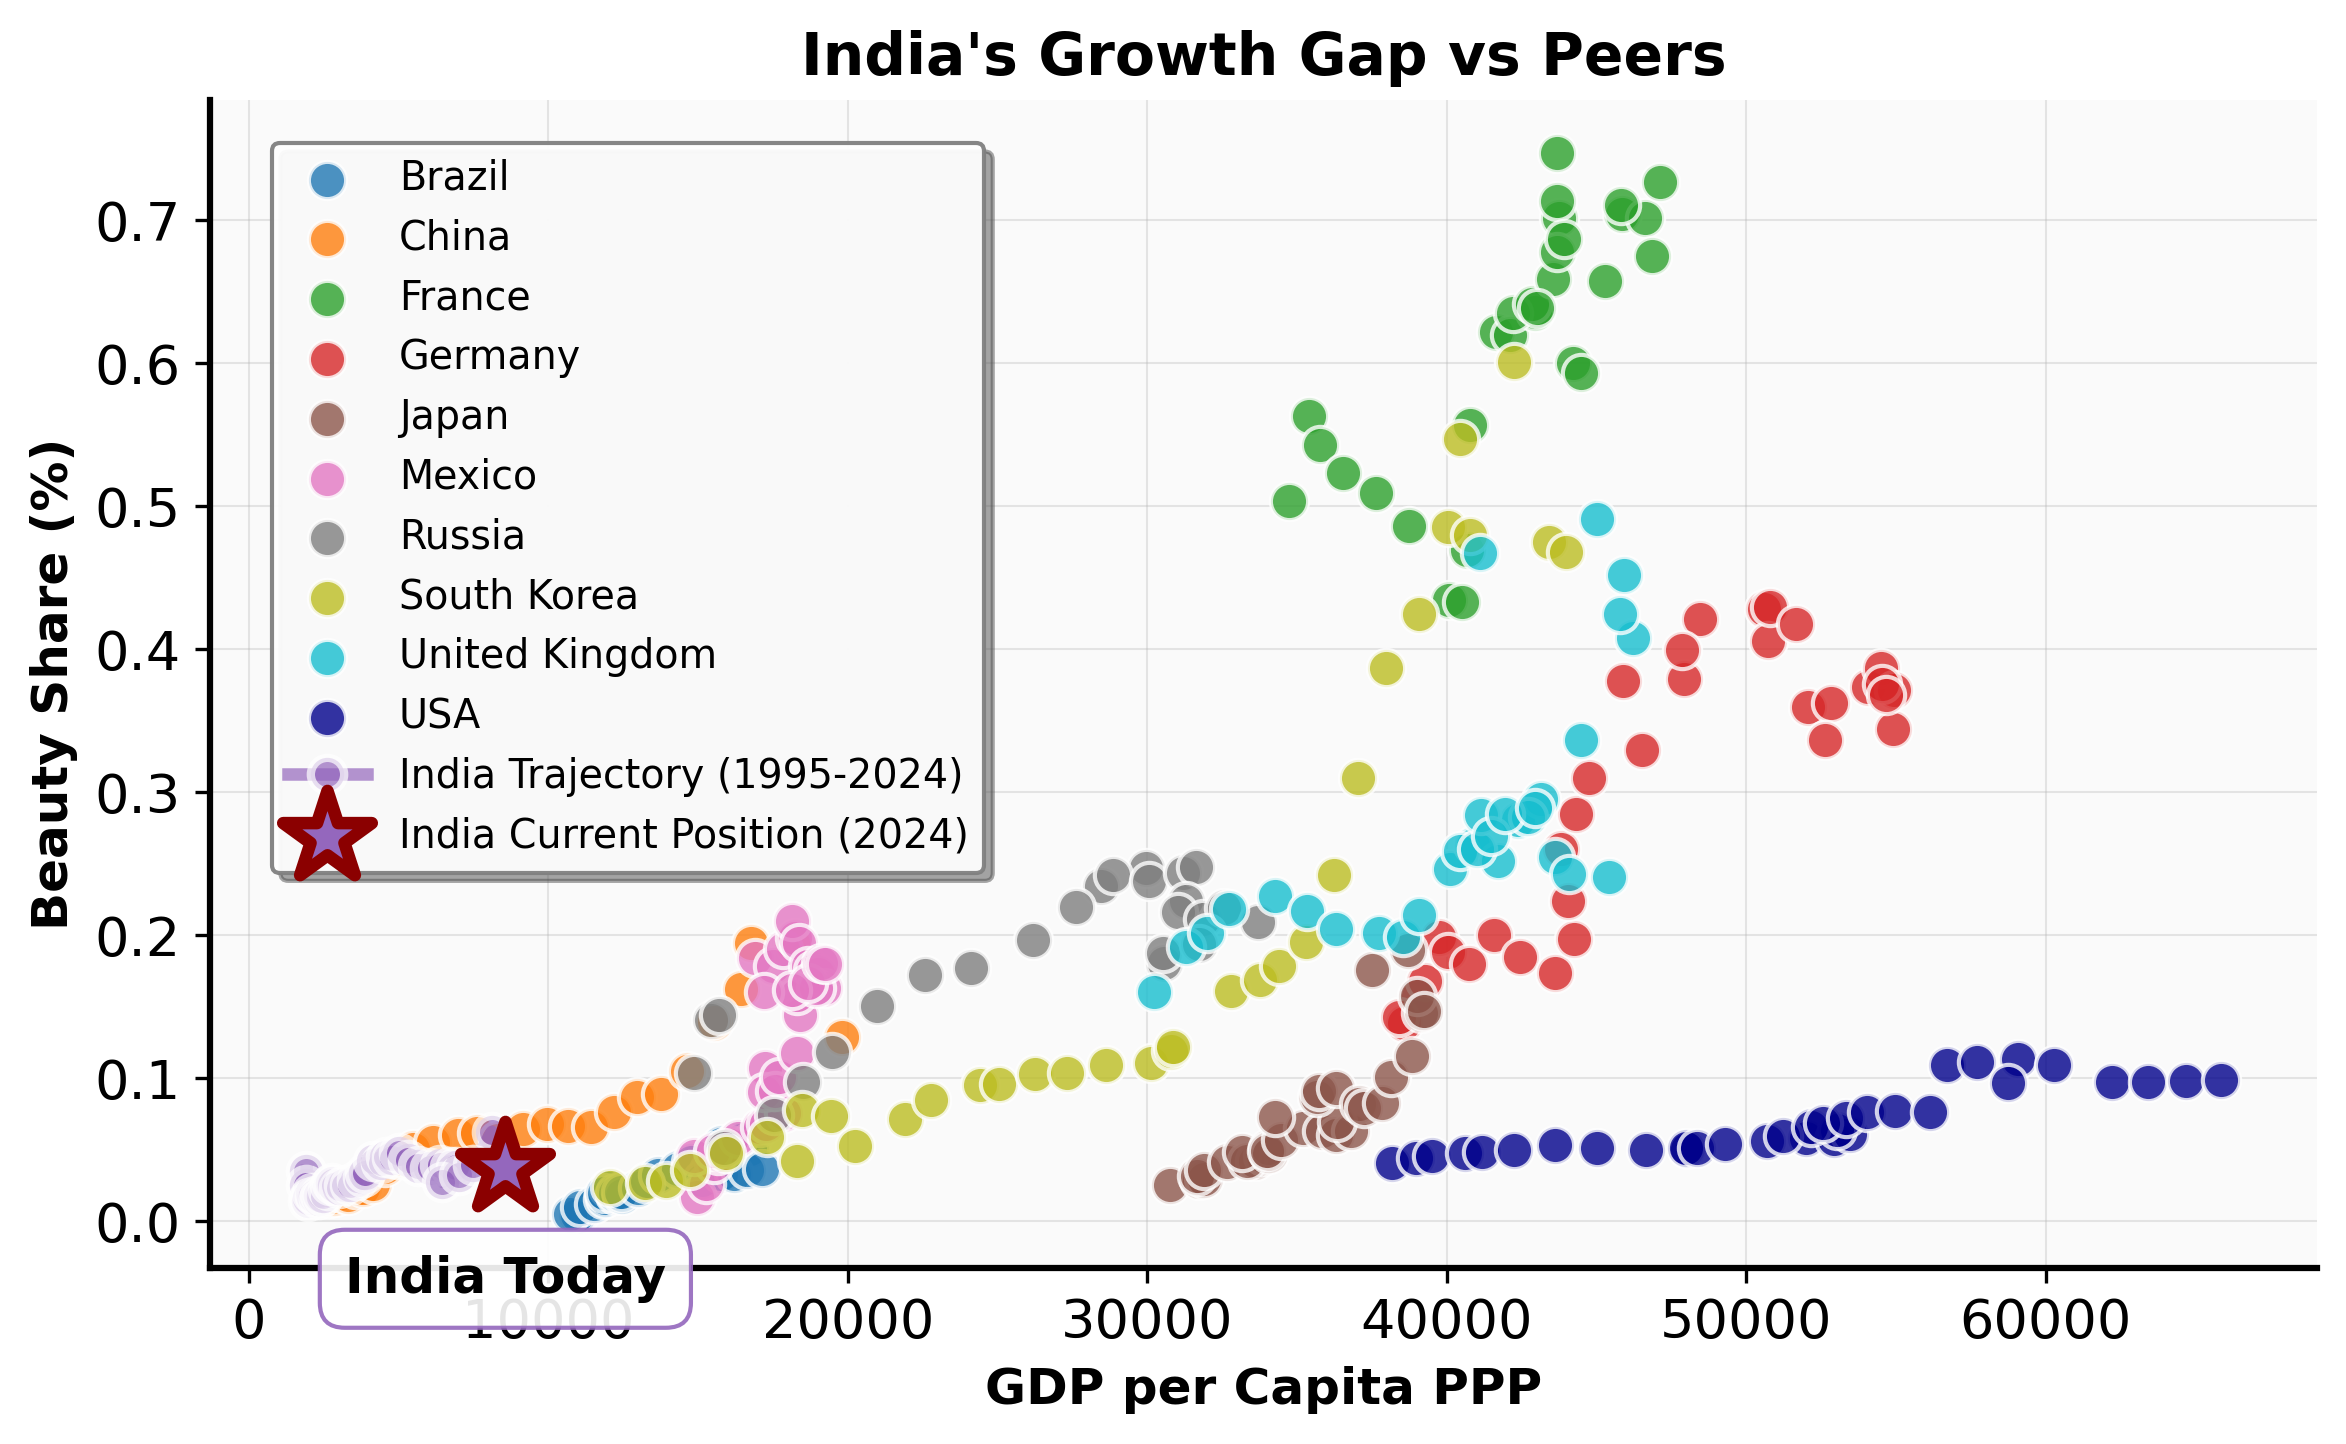 India's Growth Gap vs Peers
Brazil
China
France
Germany
Japan
Mexico
Russia
South Korea
United Kingdom
USA
India Trajectory (1995-2024)
India Current Position (2024)
Beauty Share (%)
0.7
0.6
0.5
0.4
0.3
0.2
0.1
0.0
India Today
0 10000 20000 30000 40000 50000 60000
GDP per Capita PPP